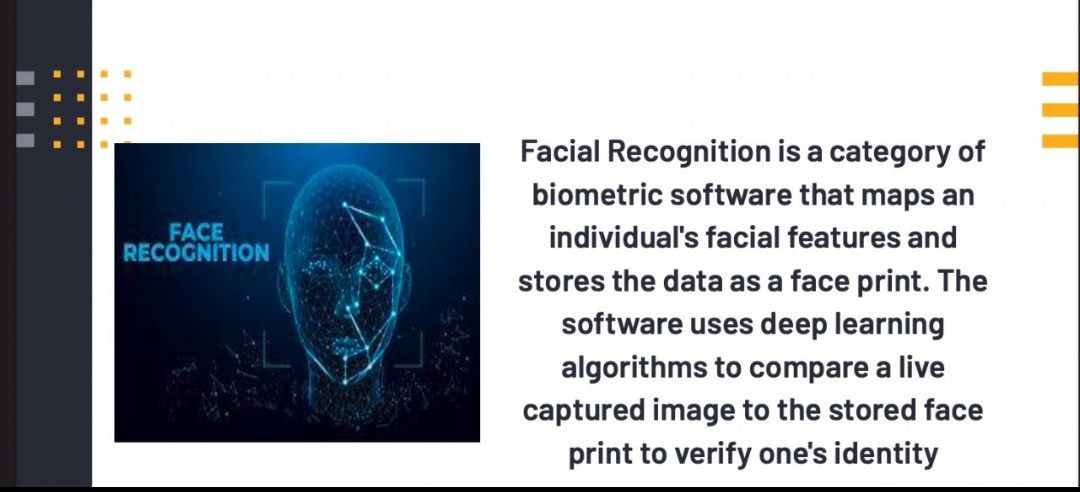 FACE
RECOGNITION
Facial Recognition is a category of
biometric software that maps an
individual's facial features and
stores the data as a face print. The
software uses deep learning
algorithms to compare a live
captured image to the stored face
print to verify one's identity